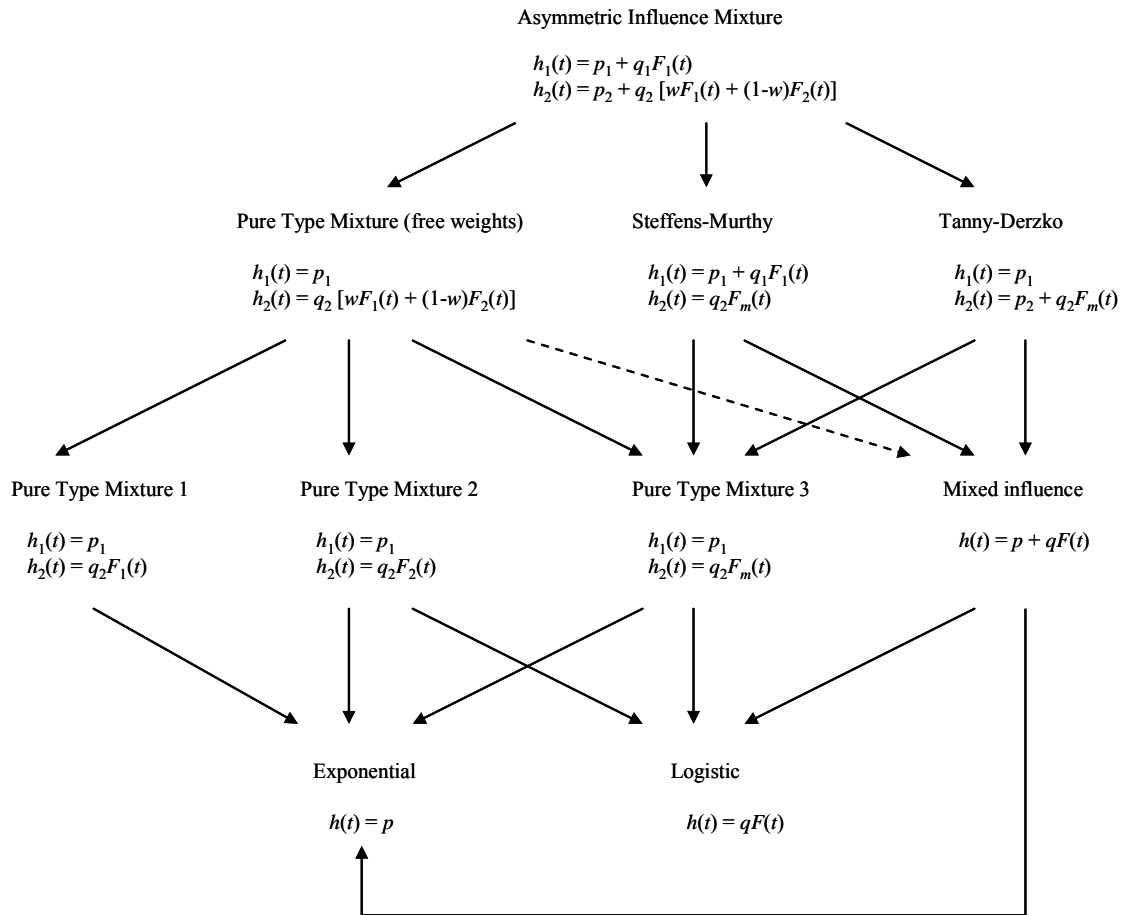 Asymmetric Influence Mixture
h₁(t) = p₁ + q₁F₁(t)
h₂(t) = p₂ + q₂ [wF₁(t) + (1-w)F₂(t)]
Pure Type Mixture (free weights)
h₁(t) = p₁
h₂(t) = q₂ [wF₁(t) + (1-w)F₂(t)]
Steffens-Murthy
h₁(t) = p₁ + q₁F₁(t)
h₂(t) = q₂Fₘ(t)
Tanny-Derzko
h₁(t) = p₁
h₂(t) = p₂ + q₂Fₘ(t)
Pure Type Mixture 1
h₁(t) = p₁
h₂(t) = q₂F₁(t)
Pure Type Mixture 2
h₁(t) = p₁
h₂(t) = q₂F₂(t)
Pure Type Mixture 3
h₁(t) = p₁
h₂(t) = q₂Fₘ(t)
Mixed influence
h(t) = p + qF(t)
Exponential
h(t) = p
Logistic
h(t) = qF(t)